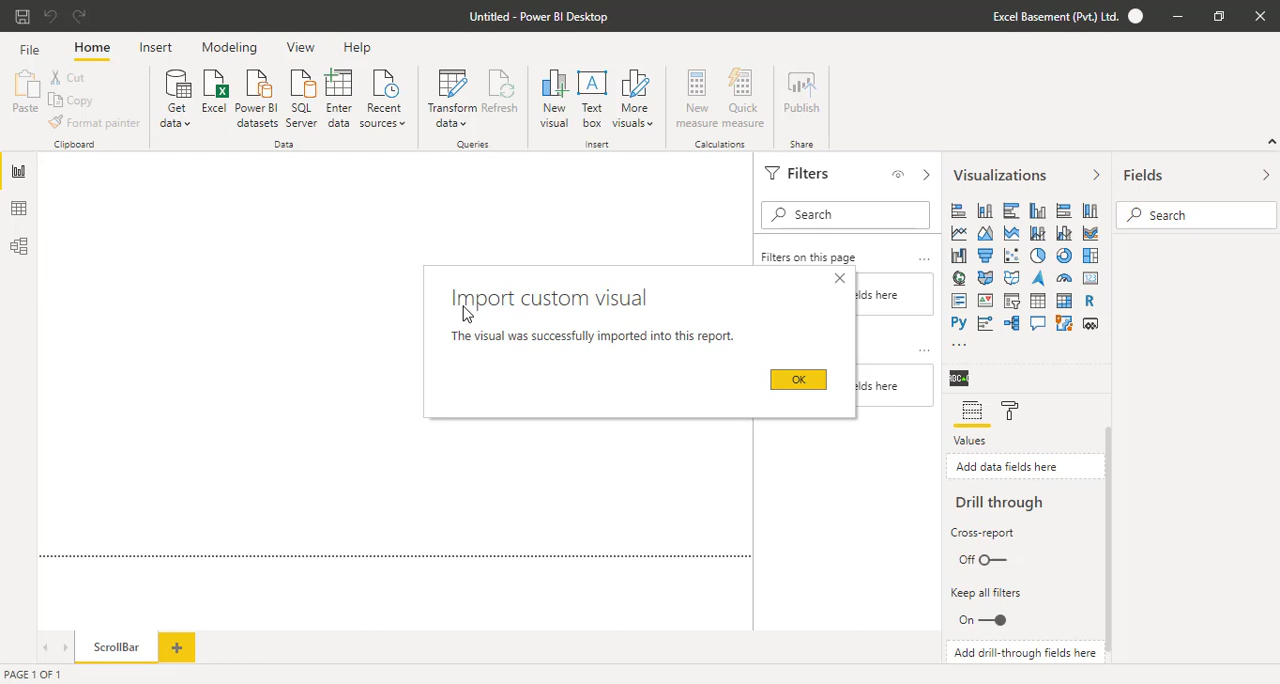 Untitled - Power BI Desktop
Excel Basement (Pvt.) Ltd.
File
Home
Insert
Modeling
View
Help
Paste
Cut
Copy
Format painter
Clipboard
Get data
Excel
Power BI datasets
SQL Server
Enter data
Recent sources
Data
Transform data
Refresh
Queries
New visual
A
Text box
More visuals
Insert
New measure
Quick measure
Calculations
Publish
Share
Filters
Search
Filters on this page
...
elds here
...
elds here
Import custom visual
The visual was successfully imported into this report.
OK
Visualizations
R
Py
...
Values
Add data fields here
Drill through
Cross-report
Off
Keep all filters
On
Add drill-through fields here
Fields
Search
ScrollBar
PAGE 1 OF 1